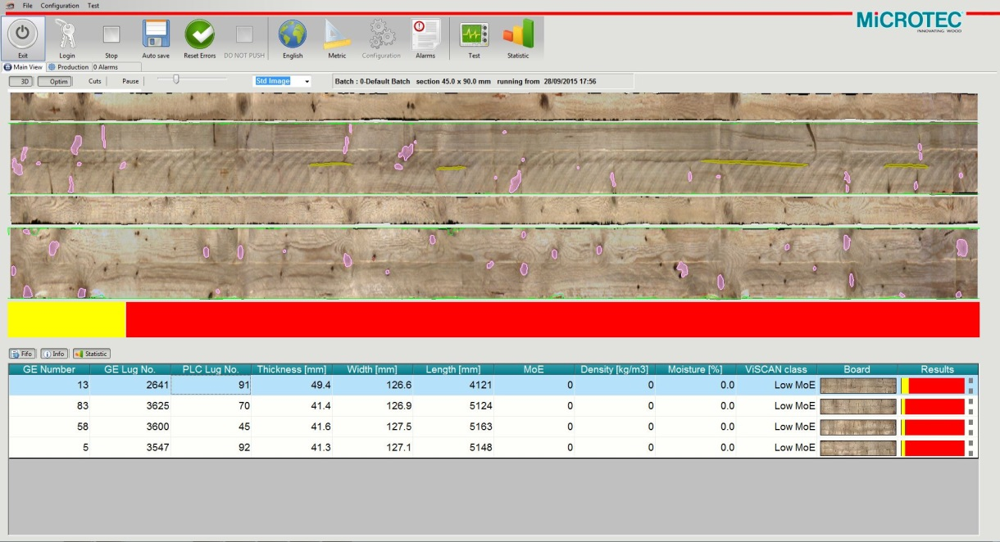 File Configuration Test
MiCROTEC
INNOVATING WOOD
Exit Login Stop Auto save Reset Errors DO NOT PUSH English Metric Configuration Alarms Test Statistic
Main View Production 0 Alarms
3D Optim Cuts Pause Std Image Batch : 0-Default Batch section 45.0 x 90.0 mm running from 28/09/2015 17:56
Fifo Info Statistic
GE Number GE Lug No. PLC Lug No. Thickness [mm] Width [mm] Length [mm] MoE Density [kg/m3] Moisture [%] ViSCAN class Board Results
13 2641 91 49.4 126.6 4121 0 0 0.0 Low MoE
83 3625 70 41.4 126.9 5124 0 0 0.0 Low MoE
58 3600 45 41.6 127.5 5163 0 0 0.0 Low MoE
5 3547 92 41.3 127.1 5148 0 0 0.0 Low MoE